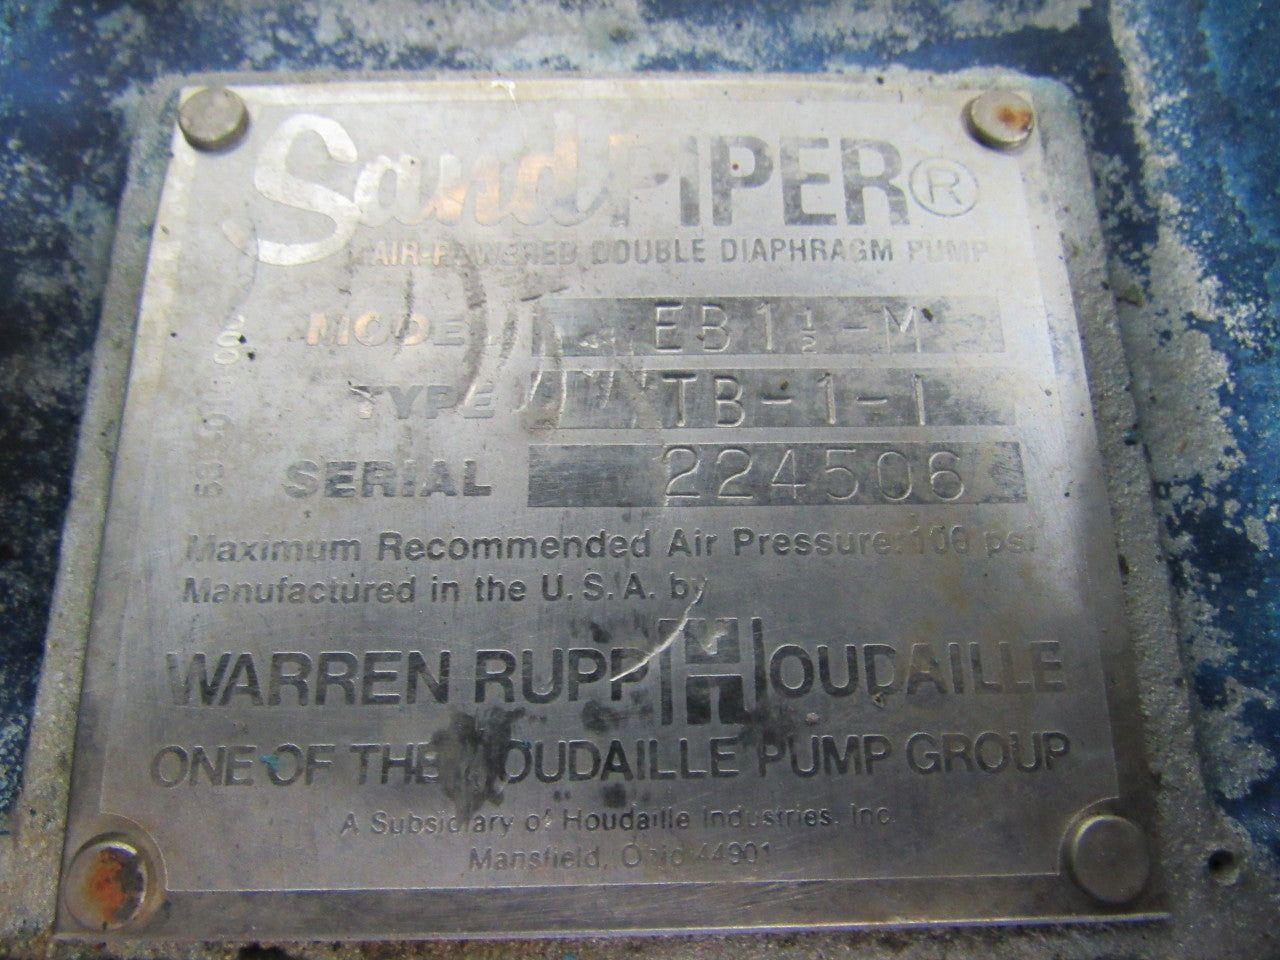 SandPIPER®
AIR-POWERED DOUBLE DIAPHRAGM PUMP
MODEL EB1½-M
TYPE TB-1-I
SERIAL 224506
Maximum Recommended Air Pressure 100 psi
Manufactured in the U.S.A. by
WARREN RUPP HOUDAILLE
ONE OF THE HOUDAILLE PUMP GROUP
A Subsidiary of Houdaille Industries, Inc.
Mansfield, Ohio 44901